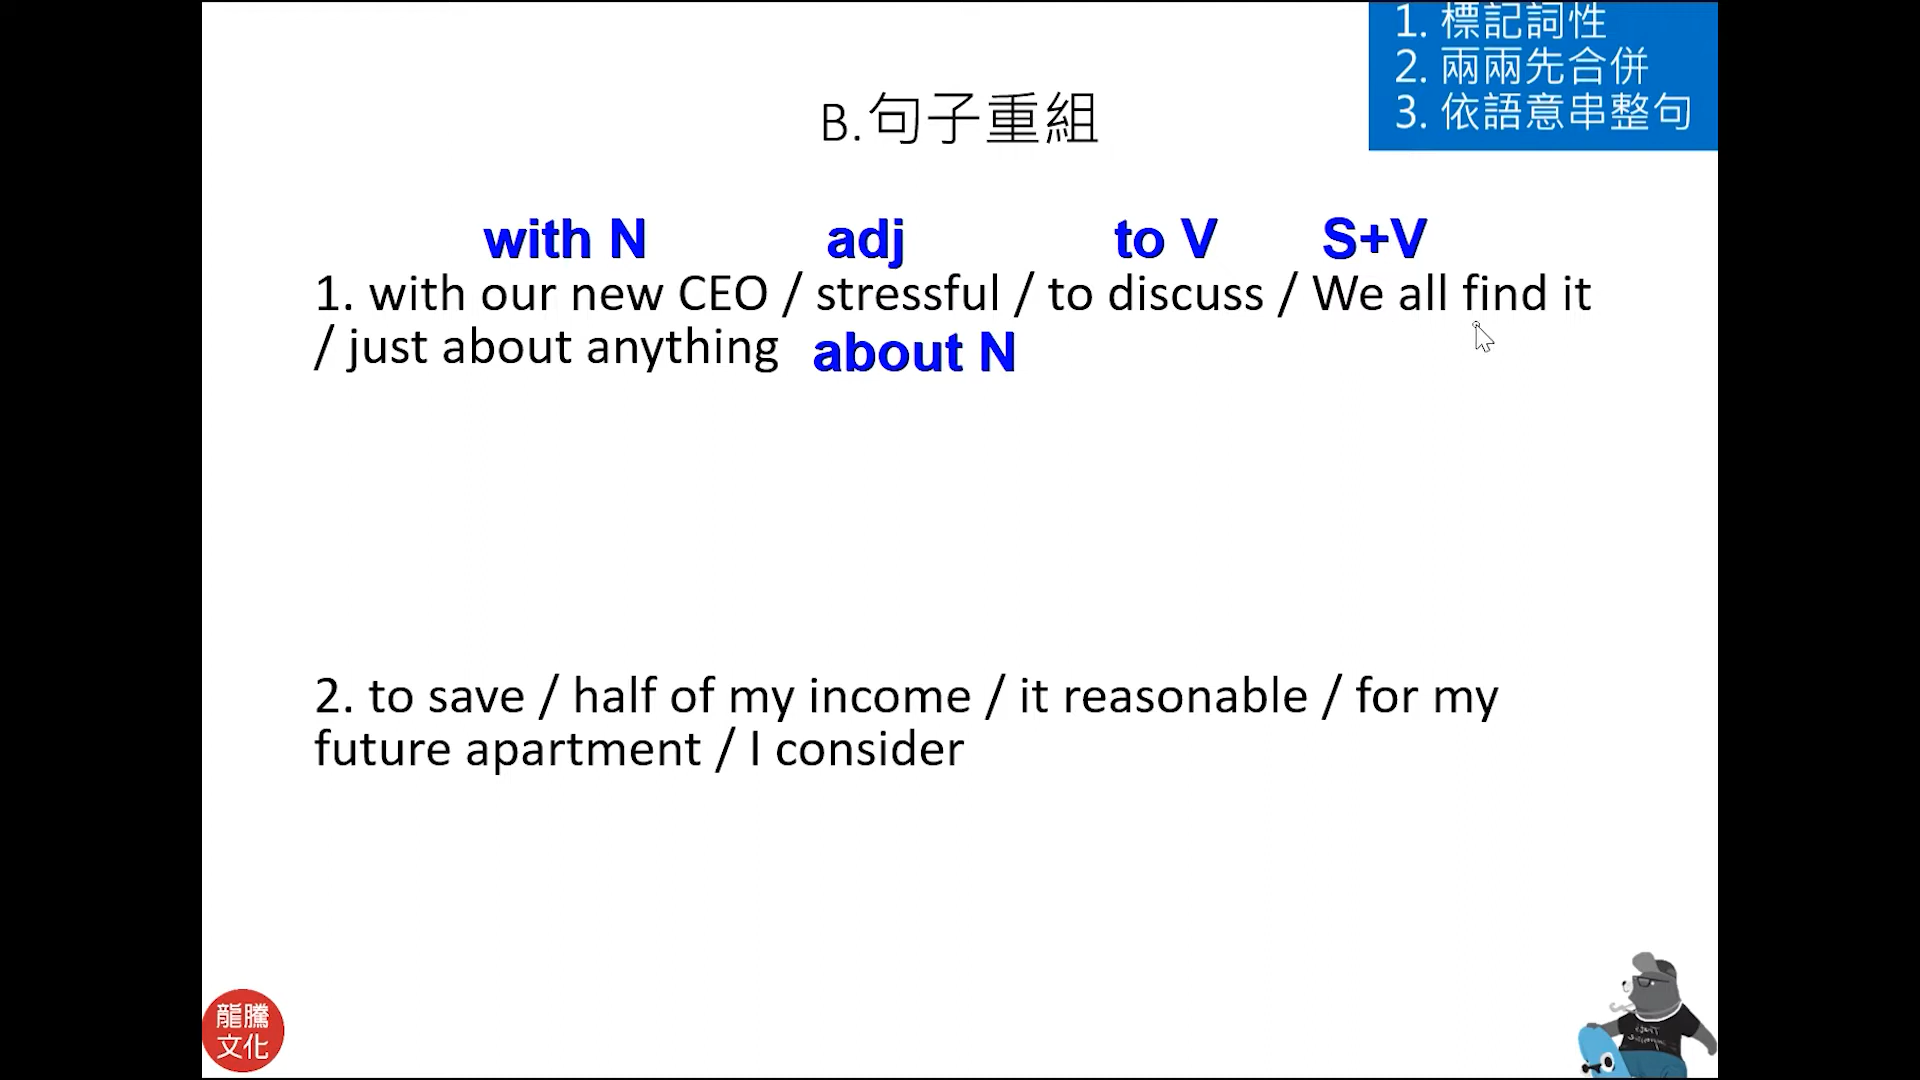 1. 標記詞性
2. 兩兩先合併
3. 依語意串整句
B.句子重組
with N adj to V S+V
1. with our new CEO / stressful / to discuss / We all find it
/ just about anything about N
2. to save / half of my income / it reasonable / for my
future apartment / I consider
龍騰
文化